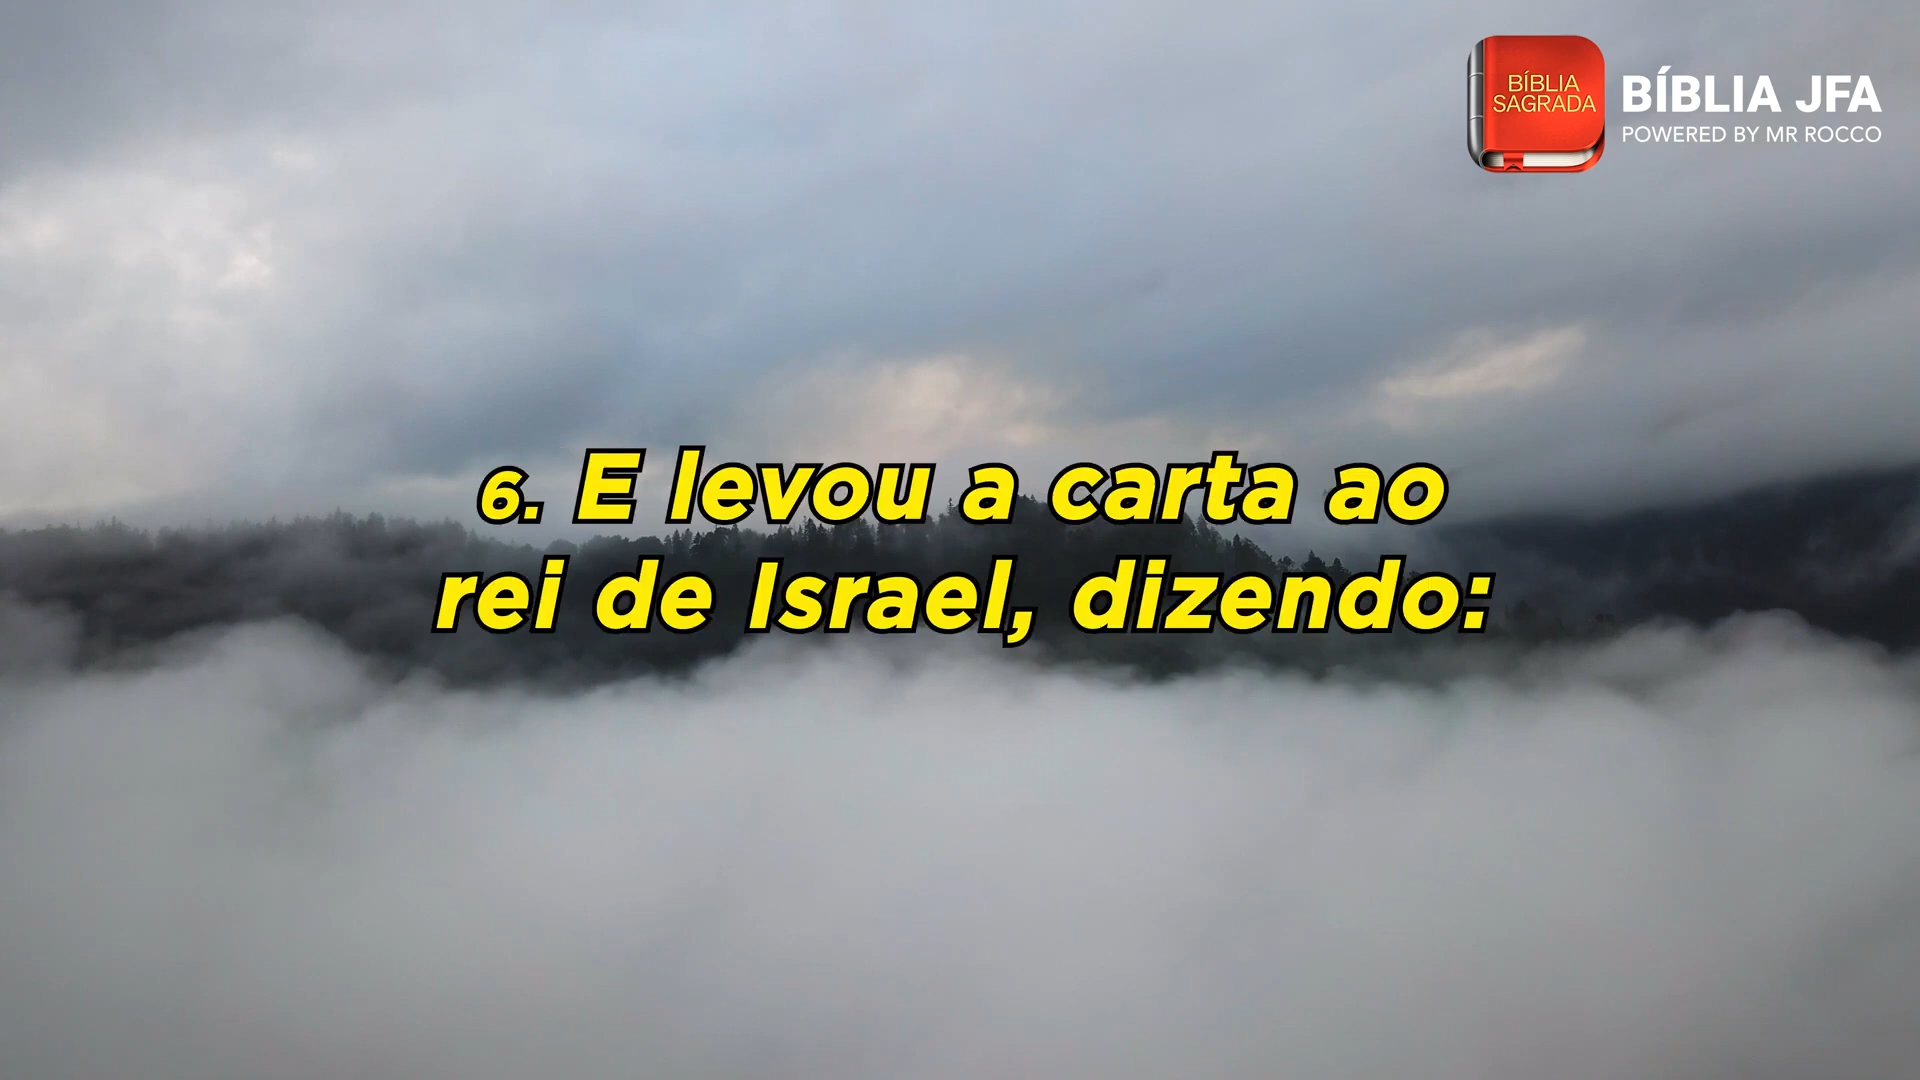 BÍBLIA
SAGRADA
BÍBLIA JFA
POWERED BY MR ROCCO
6. E levou a carta ao
rei de Israel, dizendo: